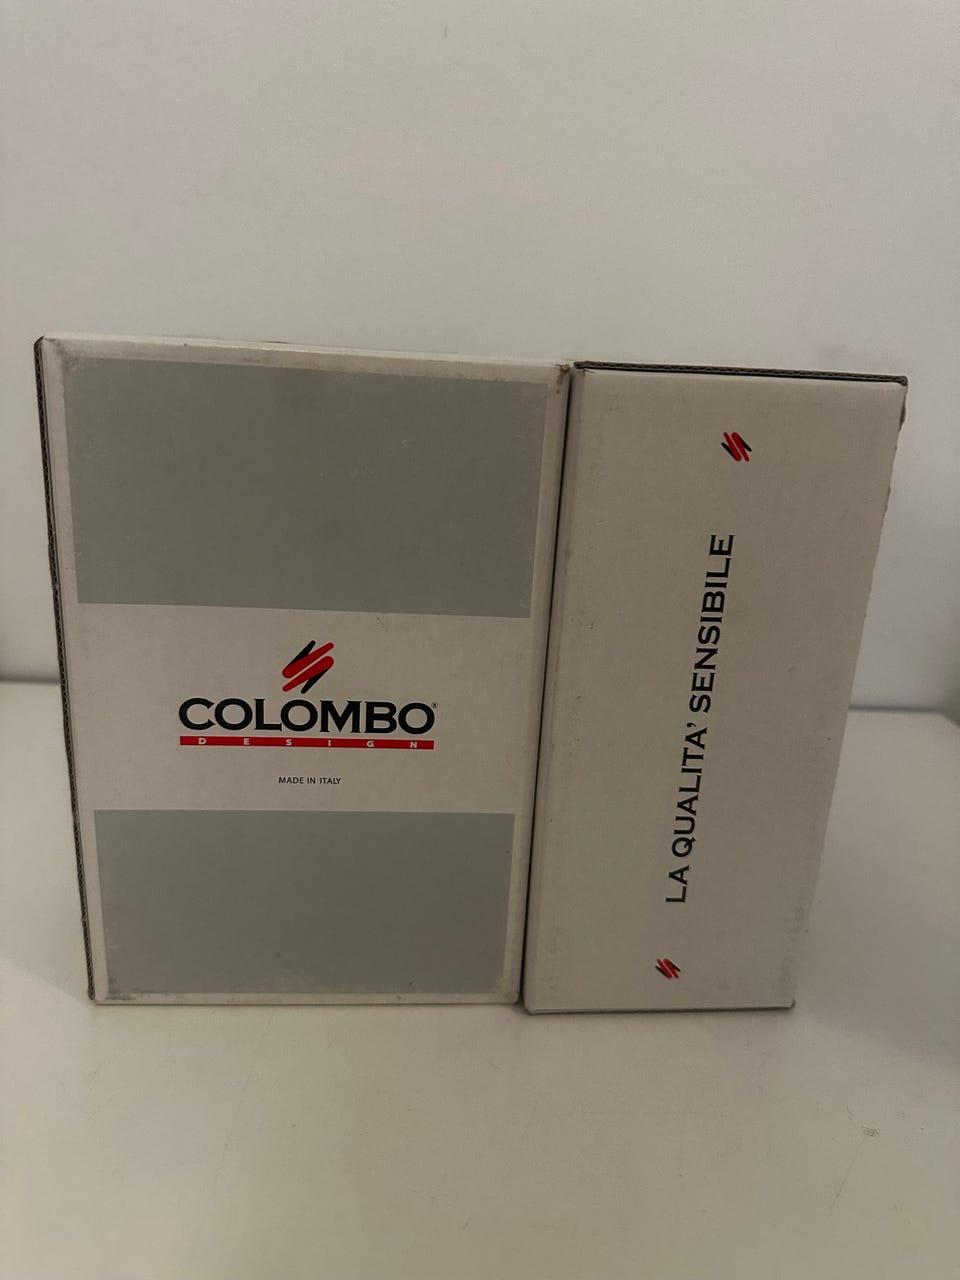 COLOMBO®
DESIGN
MADE IN ITALY
LA QUALITA' SENSIBILE